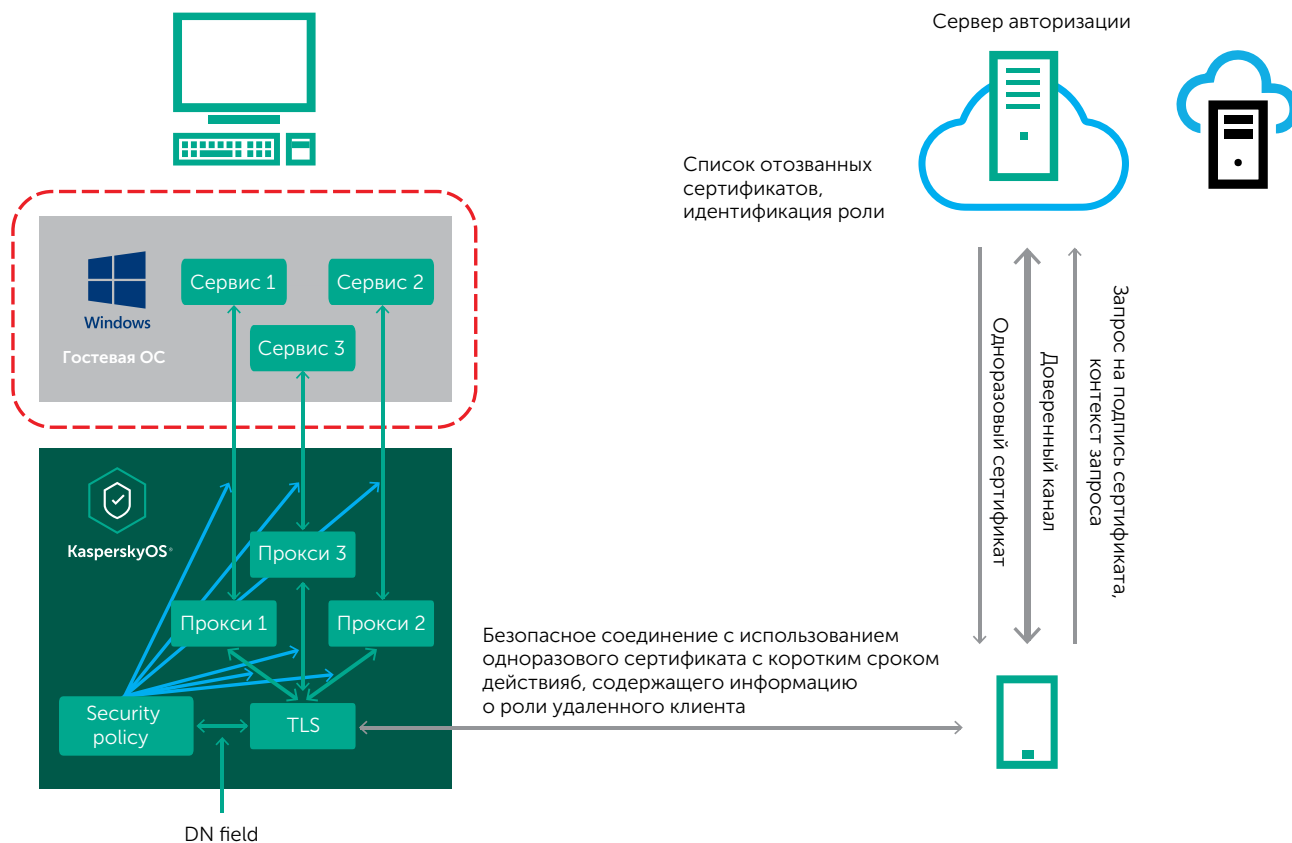 Сервер авторизации
Список отозванных
сертификатов,
идентификация роли
Сервис 1
Сервис 2
Windows
Сервис 3
Гостевая ОС
Одноразовый сертификат
Доверенный канал
Запрос на подпись сертификата,
контекст запроса
KasperskyOS®
Прокси 3
Прокси 1
Прокси 2
Безопасное соединение с использованием
одноразового сертификата с коротким сроком
действияб, содержащего информацию
о роли удаленного клиента
Security
policy
TLS
DN field